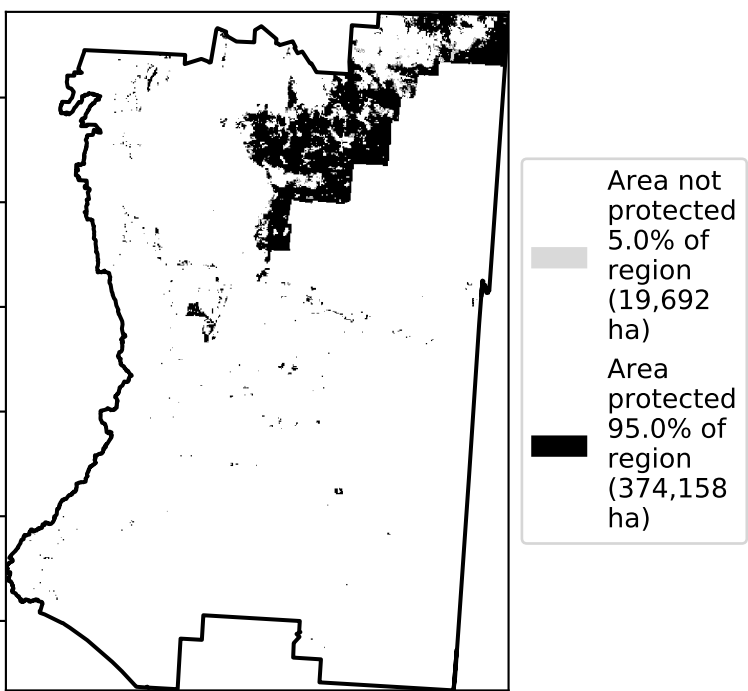 Area not
protected
5.0% of
region
(19,692
ha)
Area
protected
95.0% of
region
(374,158
ha)